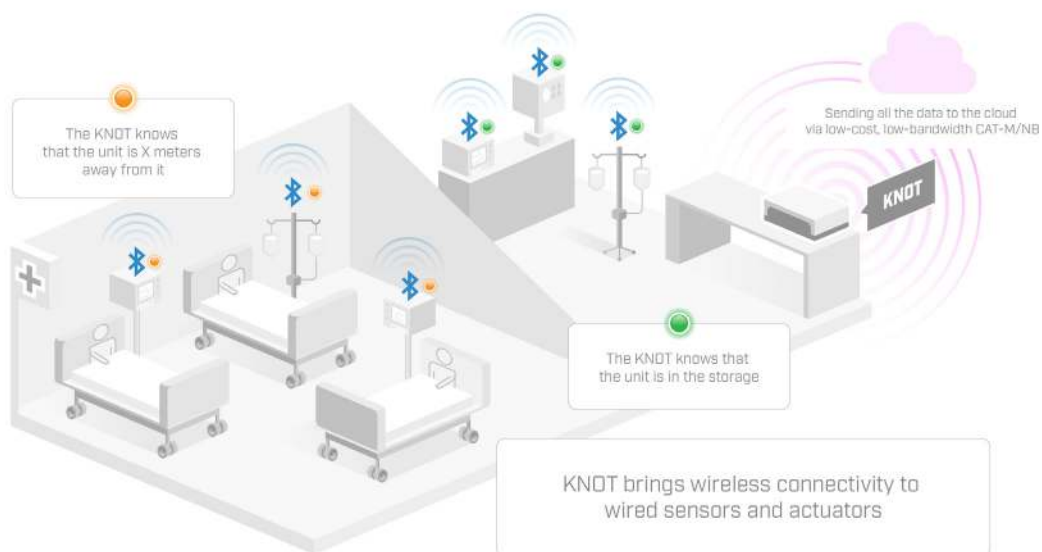 Sending all the data to the cloud
via low-cost, low-bandwidth CAT-M/NB
The KNOT knows
that the unit is X meters
away from it
KNOT
The KNOT knows that
the unit is in the storage
KNOT brings wireless connectivity to
wired sensors and actuators